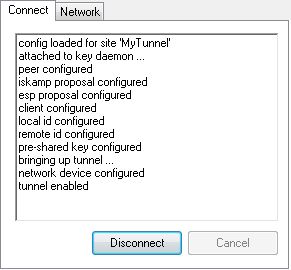 Connect
Network
config loaded for site 'MyTunnel'
attached to key daemon ...
peer configured
iskamp proposal configured
esp proposal configured
client configured
local id configured
remote id configured
pre-shared key configured
bringing up tunnel ...
network device configured
tunnel enabled
Disconnect
Cancel